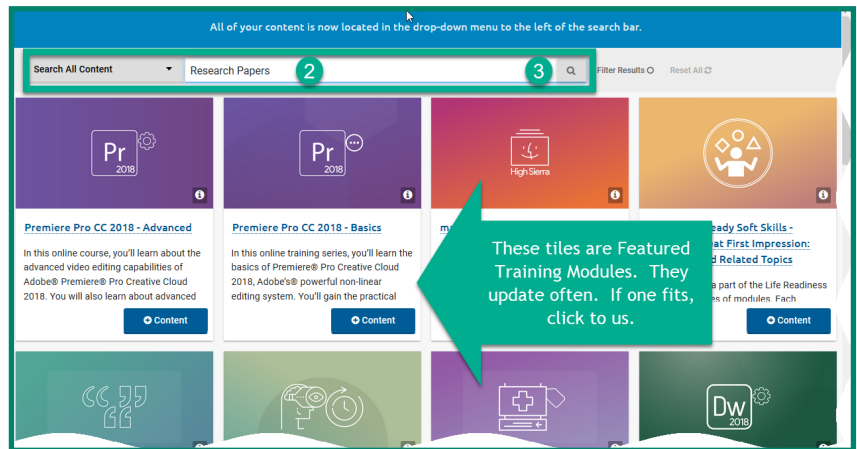 All of your content is now located in the drop-down menu to the left of the search bar.
Search All Content
Research Papers
2
3
Filter Results
Reset All
Pr
2018
Pr
2018
High Sierra
Premiere Pro CC 2018 - Advanced
In this online course, you'll learn about the
advanced video editing capabilities of
Adobe® Premiere® Pro Creative Cloud
2018. You will also learn about advanced
Content
Premiere Pro CC 2018 - Basics
In this online training series, you'll learn the
basics of Premiere® Pro Creative Cloud
2018, Adobe's® powerful non-linear
editing system. You'll gain the practical
Content
These tiles are Featured
Training Modules. They
update often. If one fits,
click to us.
Soft Skills -
First Impression:
Related Topics
a part of the Life Readiness
of modules. Each
Content
Dw
2018